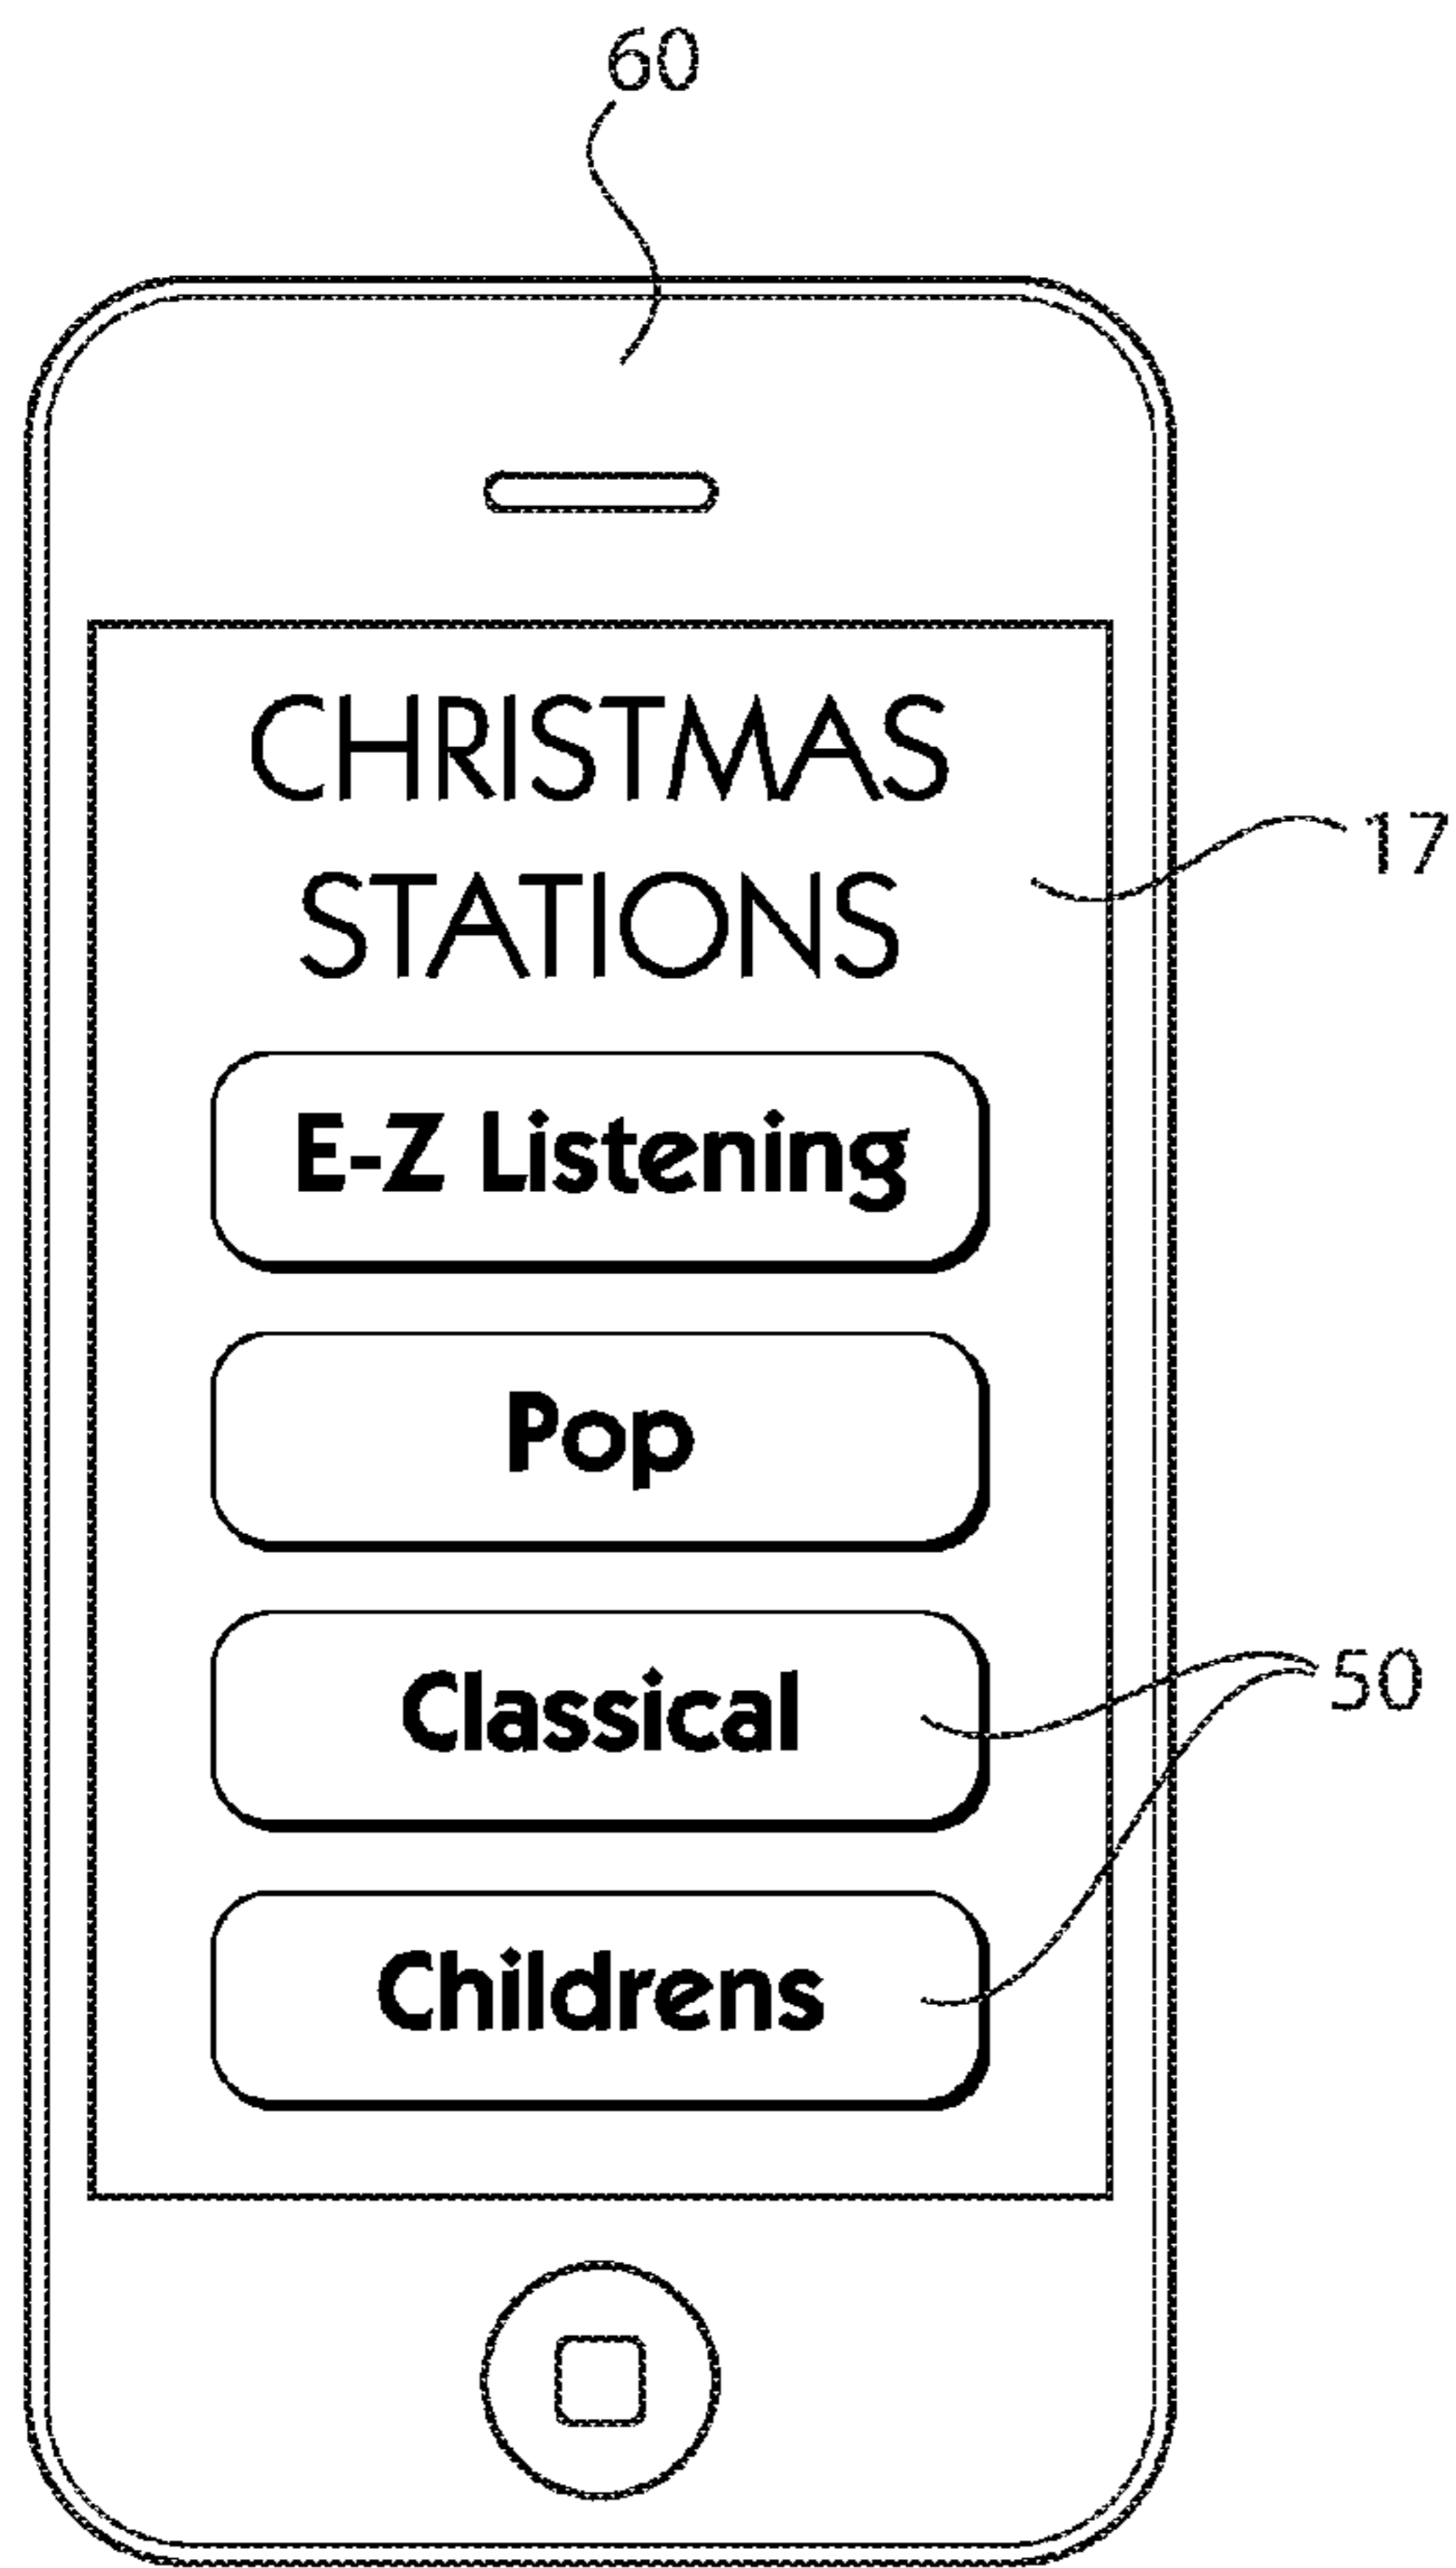 60
CHRISTMAS
STATIONS
17
E-Z Listening
Pop
Classical
50
Childrens